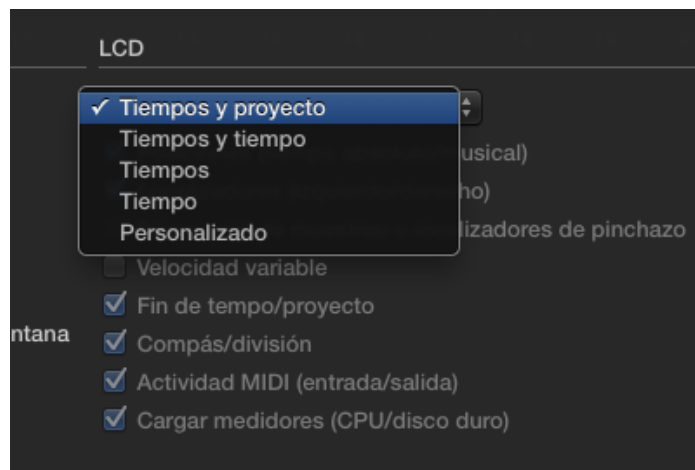 LCD
✓ Tiempos y proyecto
Tiempos y tiempo
usical)
Tiempos
ho)
Tiempo
Personalizado
lizadores de pinchazo
Velocidad variable
Fin de tempo/proyecto
ntana
Compás/división
Actividad MIDI (entrada/salida)
Cargar medidores (CPU/disco duro)